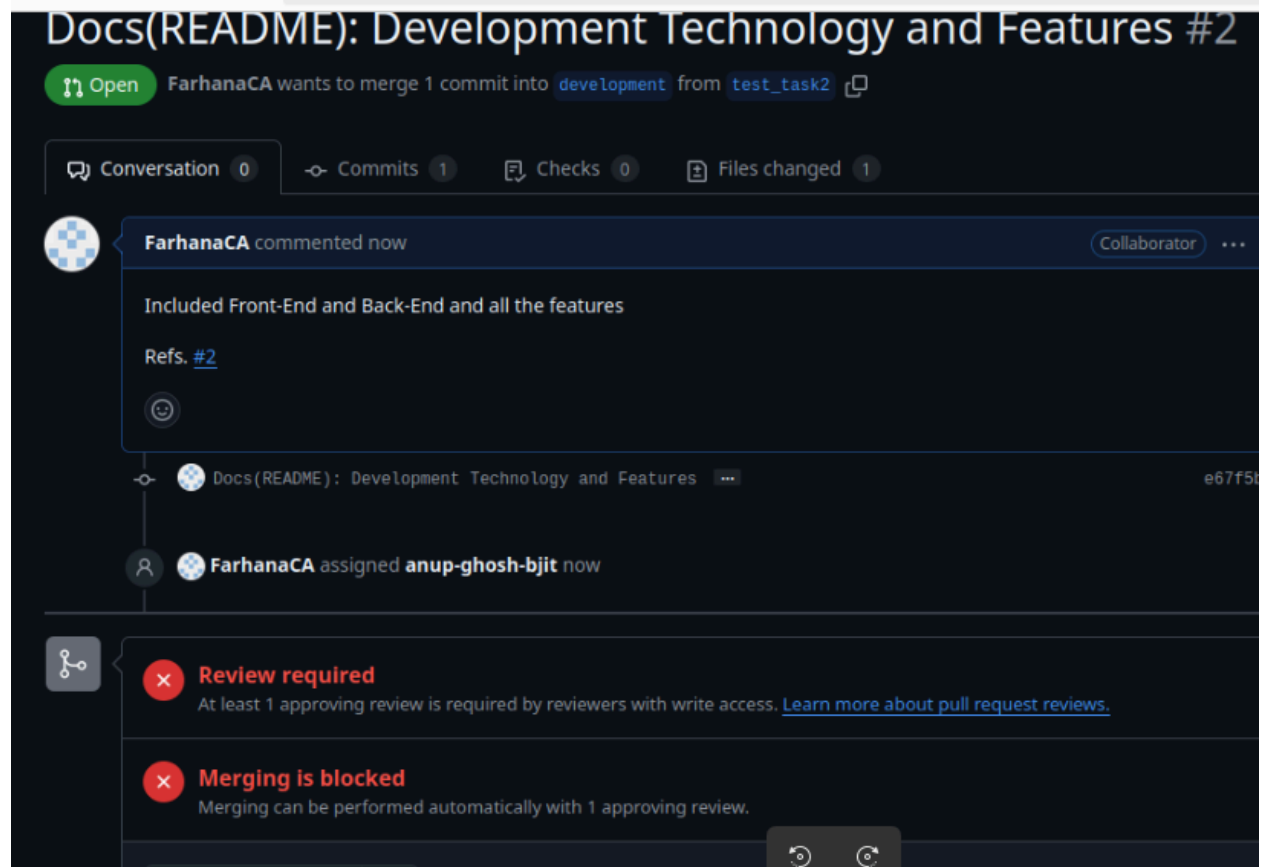 Docs(README): Development Technology and Features #2
Open FarhanaCA wants to merge 1 commit into development from test_task2
Conversation 0 Commits 1 Checks 0 Files changed 1
FarhanaCA commented now Collaborator
Included Front-End and Back-End and all the features
Refs. #2
Docs(README): Development Technology and Features e67f5b
FarhanaCA assigned anup-ghosh-bjit now
Review required
At least 1 approving review is required by reviewers with write access. Learn more about pull request reviews.
Merging is blocked
Merging can be performed automatically with 1 approving review.